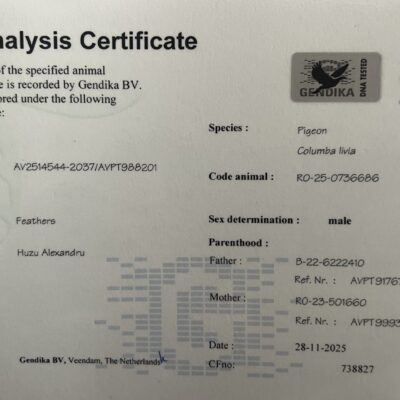 nalysis Certificate
of the specified animal
e is recorded by Gendika BV.
ored under the following
e:
GENDIKA
DNA TESTED
Species : Pigeon
Columba livia
AV2514544-2037/AVPT988201
Code animal : RO-25-0736686
Feathers
Sex determination : male
Huzu Alexandru
Parenthood :
Father : B-22-6222410
Ref. Nr.: AVPT91767
Mother : RO-23-501660
Ref. Nr.: AVPT9993
Date : 28-11-2025
Gendika BV, Veendam, The Netherlands
CFno: 738827